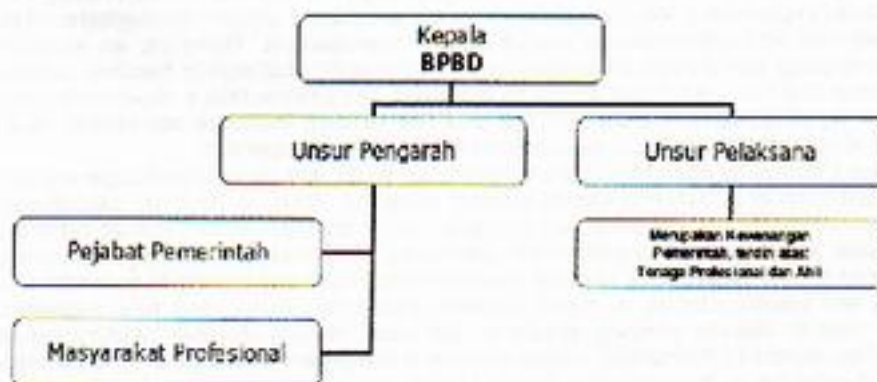 Kepala
BPBD
Unsur Pengarah
Unsur Pelaksana
Pejabat Pemerintah
Merupakan Kewenangan
Pemerintah, terdiri atas:
Tenaga Profesional dan Ahli
Masyarakat Profesional